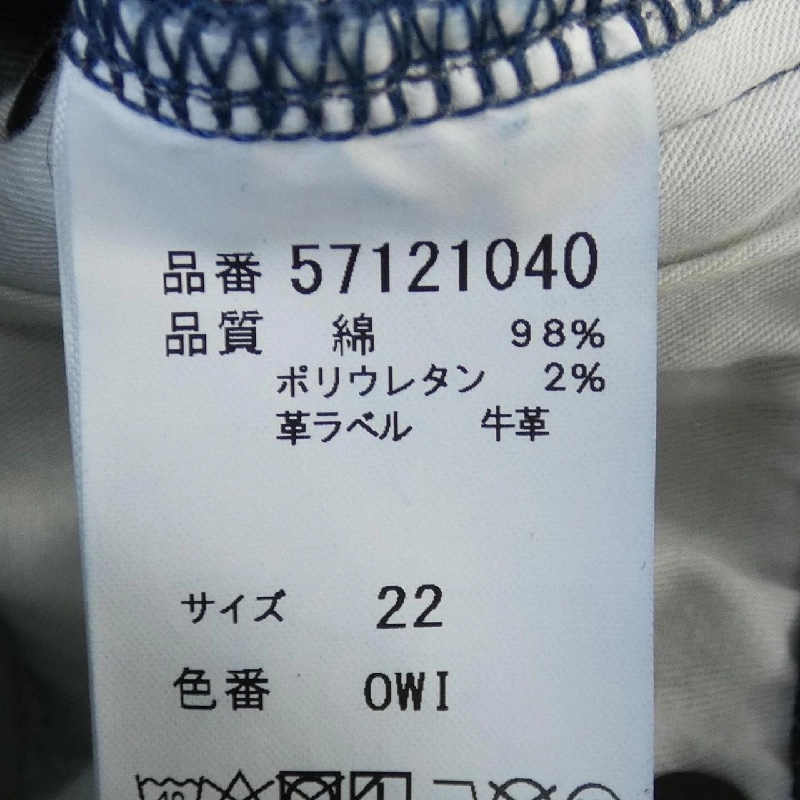 品番 57121040
品質 綿 98%
ポリウレタン 2%
革ラベル 牛革
サイズ 22
色番 OWI